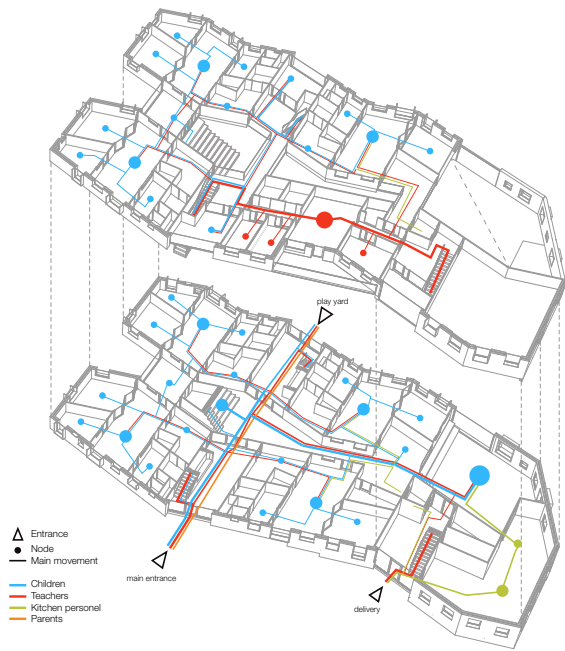 play yard
main entrance
delivery
Entrance
Node
Main movement
Children
Teachers
Kitchen personel
Parents